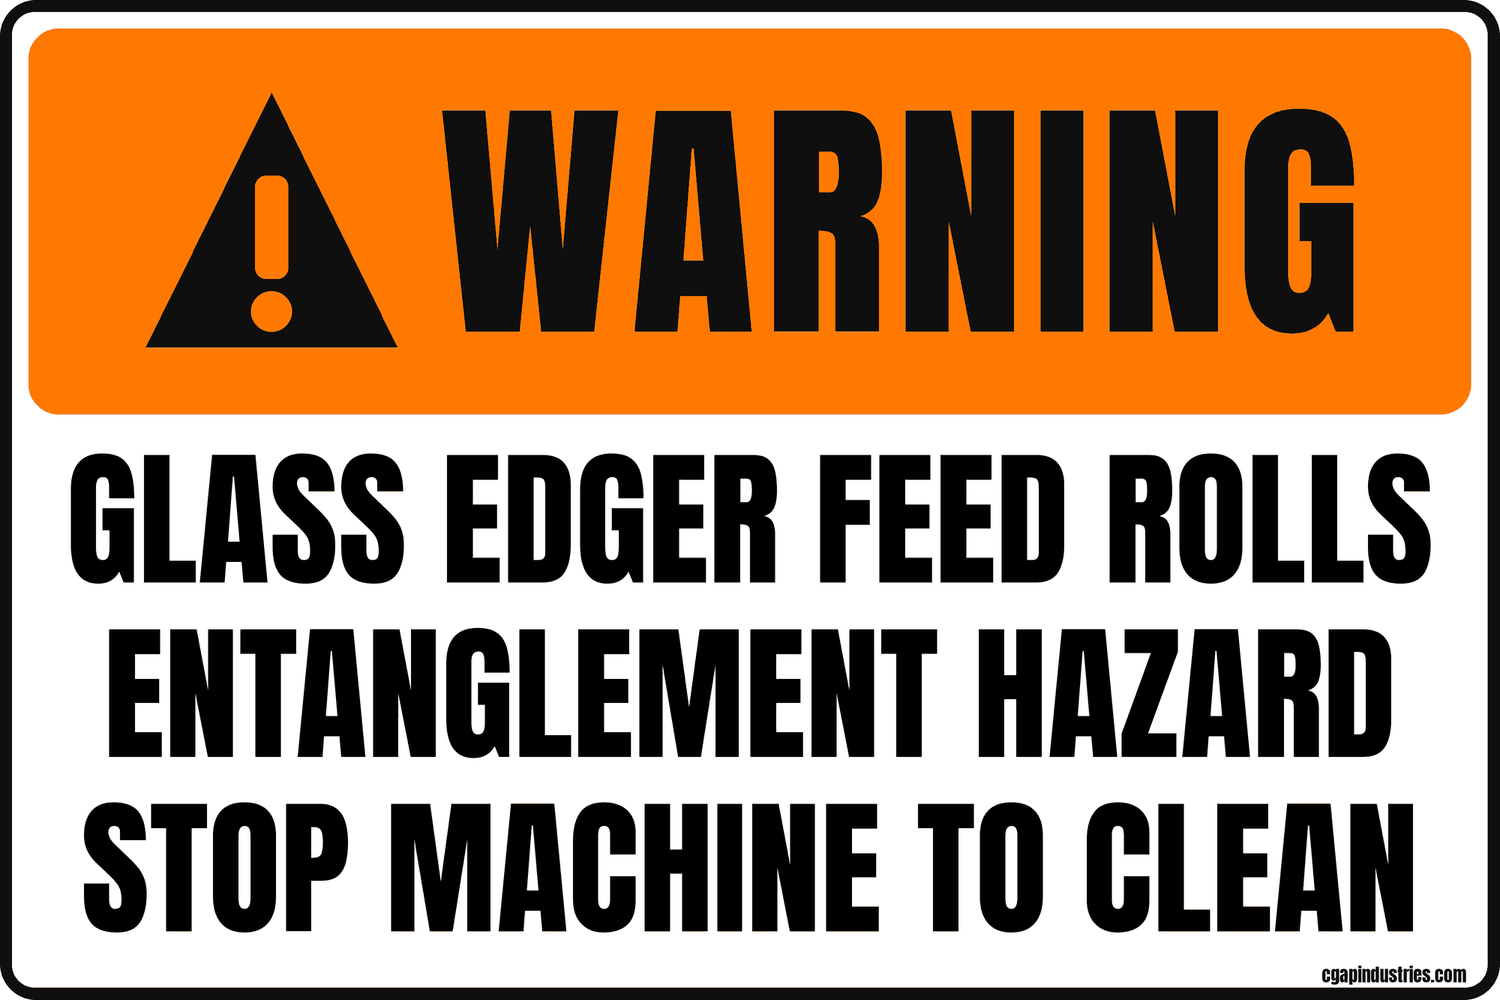 WARNING
GLASS EDGER FEED ROLLS
ENTANGLEMENT HAZARD
STOP MACHINE TO CLEAN
cgapindustries.com